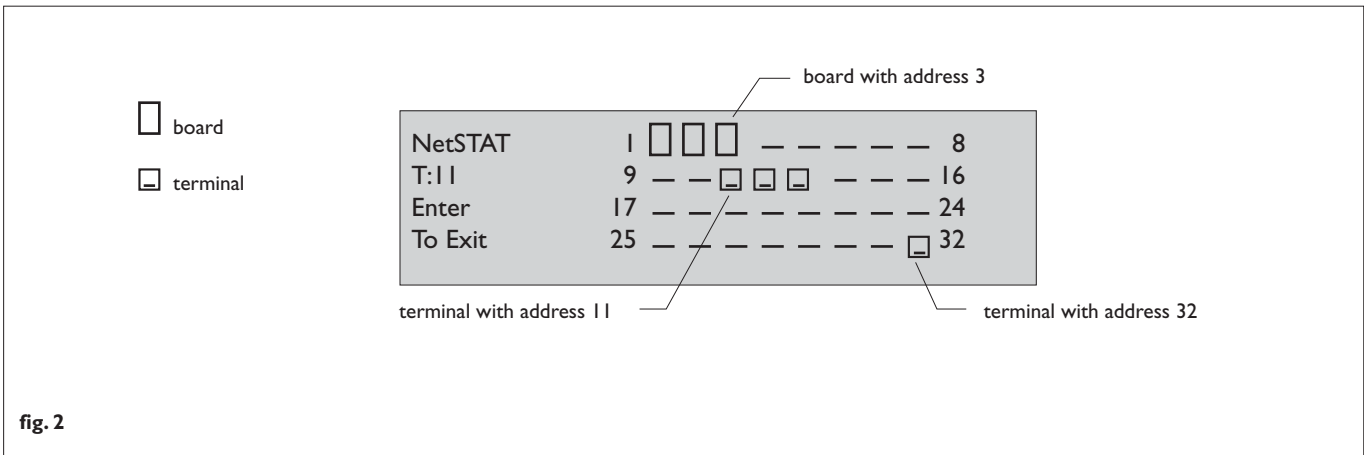 board with address 3
board
terminal
NetSTAT 1 _ _ _ _ _ 8
T:11 9 _ _ _ _ _ 16
Enter 17 _ _ _ _ _ _ _ _ 24
To Exit 25 _ _ _ _ _ _ _ 32
terminal with address 11
terminal with address 32
fig. 2